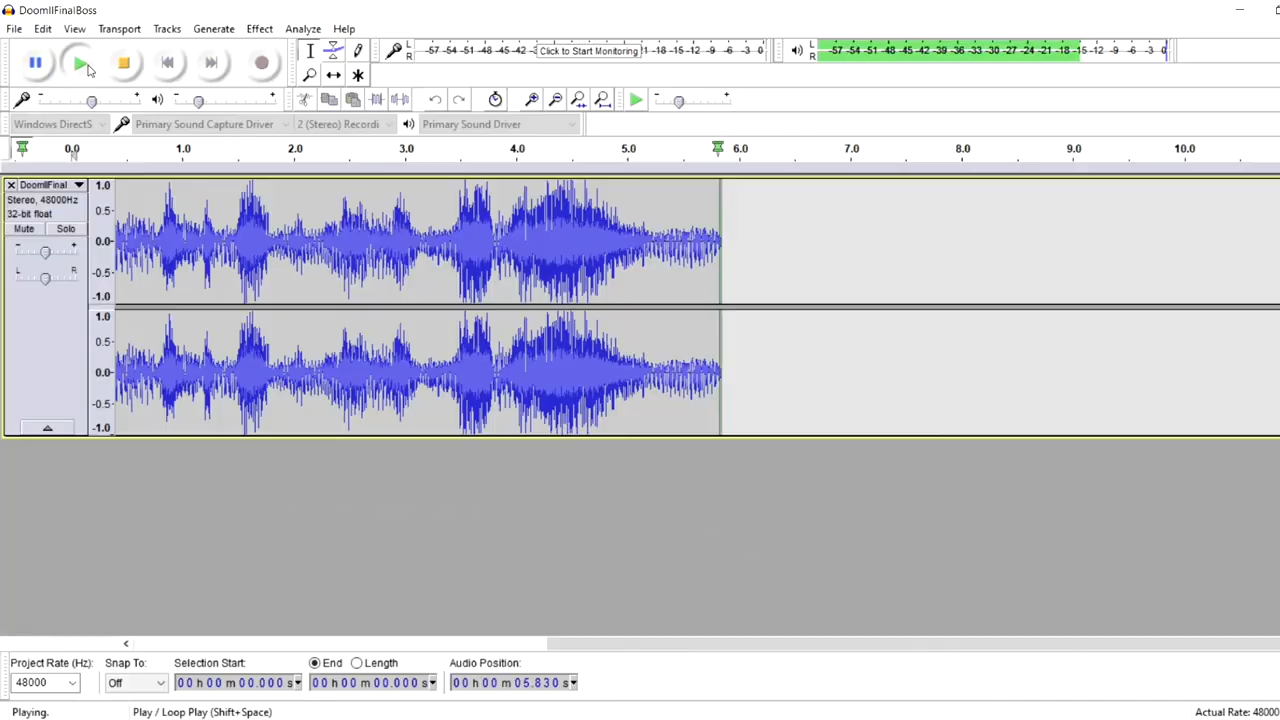 DoomIIFinalBoss
File Edit View Transport Tracks Generate Effect Analyze Help
L R -57 -54 -51 -48 -45 -42 Click to Start Monitoring -18 -15 -12 -9 -6 -3 0
L R -57 -54 -51 -48 -45 -42 -39 -36 -33 -30 -27 -24 -21 -18 -15 -12 -9 -6 -3 0
Windows DirectS Primary Sound Capture Driver 2 (Stereo) Recordi Primary Sound Driver
0.0 1.0 2.0 3.0 4.0 5.0 6.0 7.0 8.0 9.0 10.0
DoomIIFinal
Stereo, 48000Hz
32-bit float
Mute Solo
- +
L R
1.0
0.5
0.0
-0.5
-1.0
1.0
0.5
0.0
-0.5
-1.0
Project Rate (Hz): Snap To: Selection Start: End Length Audio Position:
48000 Off 00 h 00 m 00.000 s 00 h 00 m 00.000 s 00 h 00 m 05.830 s
Playing. Play / Loop Play (Shift+Space) Actual Rate: 48000